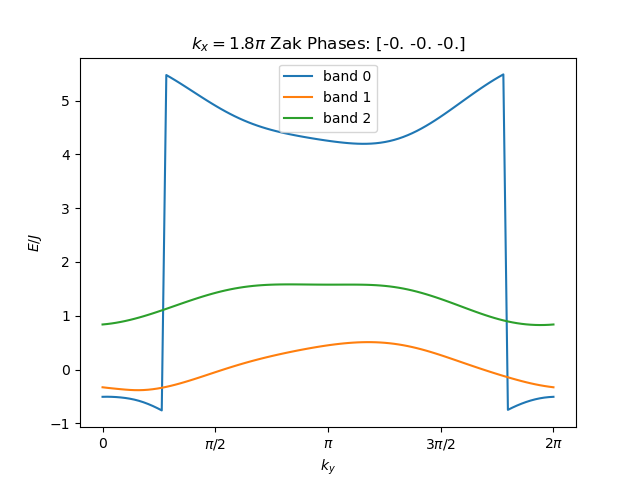 k_x = 1.8π Zak Phases: [-0. -0. -0.]
band 0
band 1
band 2
E/J
5
4
3
2
1
0
−1
0 π/2 π 3π/2 2π
k_y